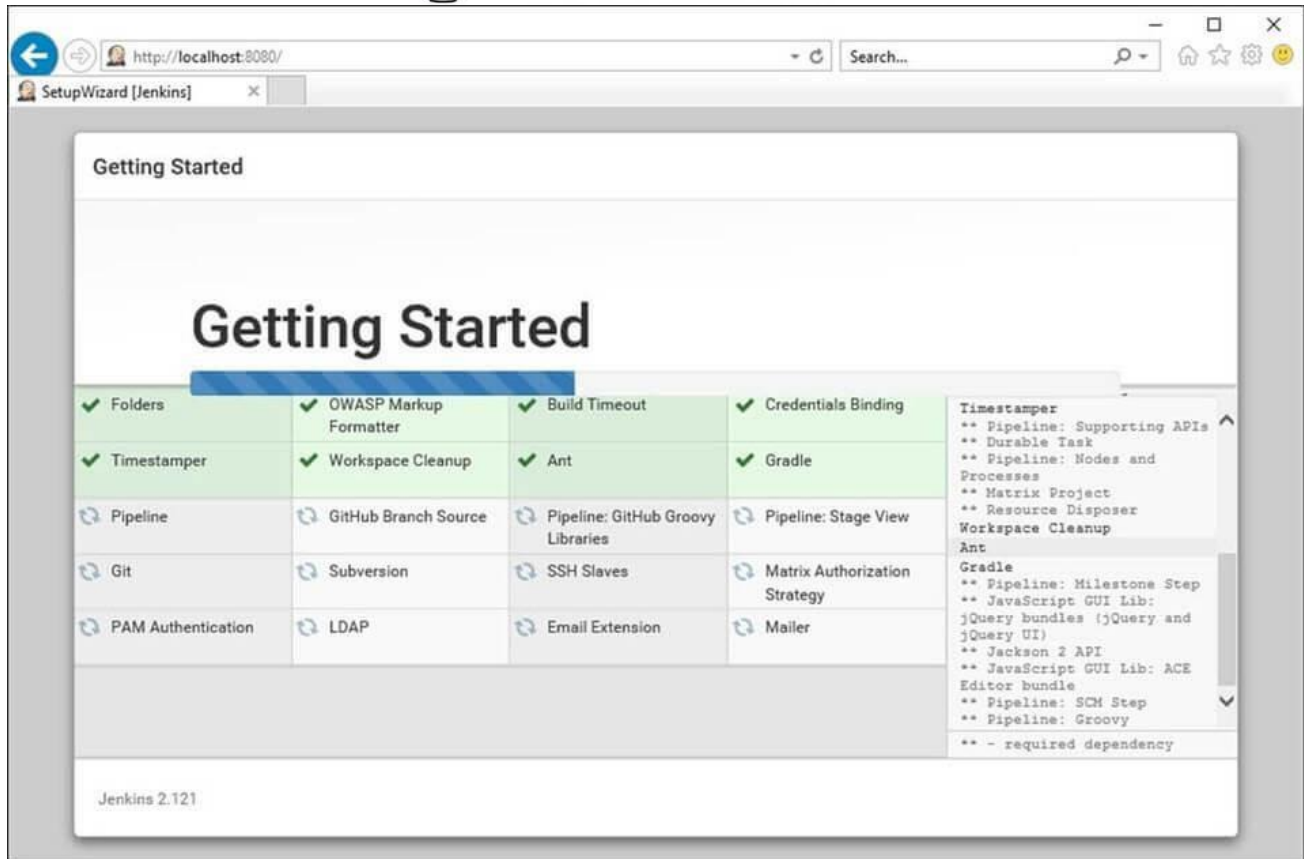 http://localhost:8080/
Search...
SetupWizard [Jenkins]
Getting Started
Getting Started
Folders
OWASP Markup
Formatter
Build Timeout
Credentials Binding
Timestamper
Workspace Cleanup
Ant
Gradle
Pipeline
GitHub Branch Source
Pipeline: GitHub Groovy
Libraries
Pipeline: Stage View
Git
Subversion
SSH Slaves
Matrix Authorization
Strategy
PAM Authentication
LDAP
Email Extension
Mailer
Timestamper
** Pipeline: Supporting APIs
** Durable Task
** Pipeline: Nodes and
Processes
** Matrix Project
** Resource Disposer
Workspace Cleanup
Ant
Gradle
** Pipeline: Milestone Step
** JavaScript GUI Lib:
jQuery bundles (jQuery and
jQuery UI)
** Jackson 2 API
** JavaScript GUI Lib: ACE
Editor bundle
** Pipeline: SCM Step
** Pipeline: Groovy
** - required dependency
Jenkins 2.121